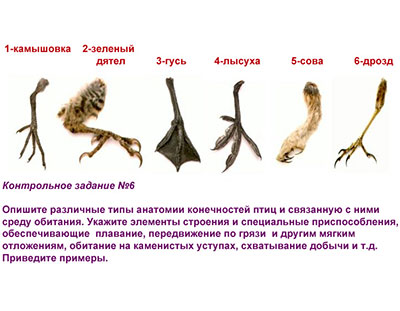 1-камышовка 2-зеленый
дятел 3-гусь 4-лысуха 5-сова 6-дрозд
Контрольное задание №6
Опишите различные типы анатомии конечностей птиц и связанную с ними
среду обитания. Укажите элементы строения и специальные приспособления,
обеспечивающие плавание, передвижение по грязи и другим мягким
отложениям, обитание на каменистых уступах, схватывание добычи и т.д.
Приведите примеры.